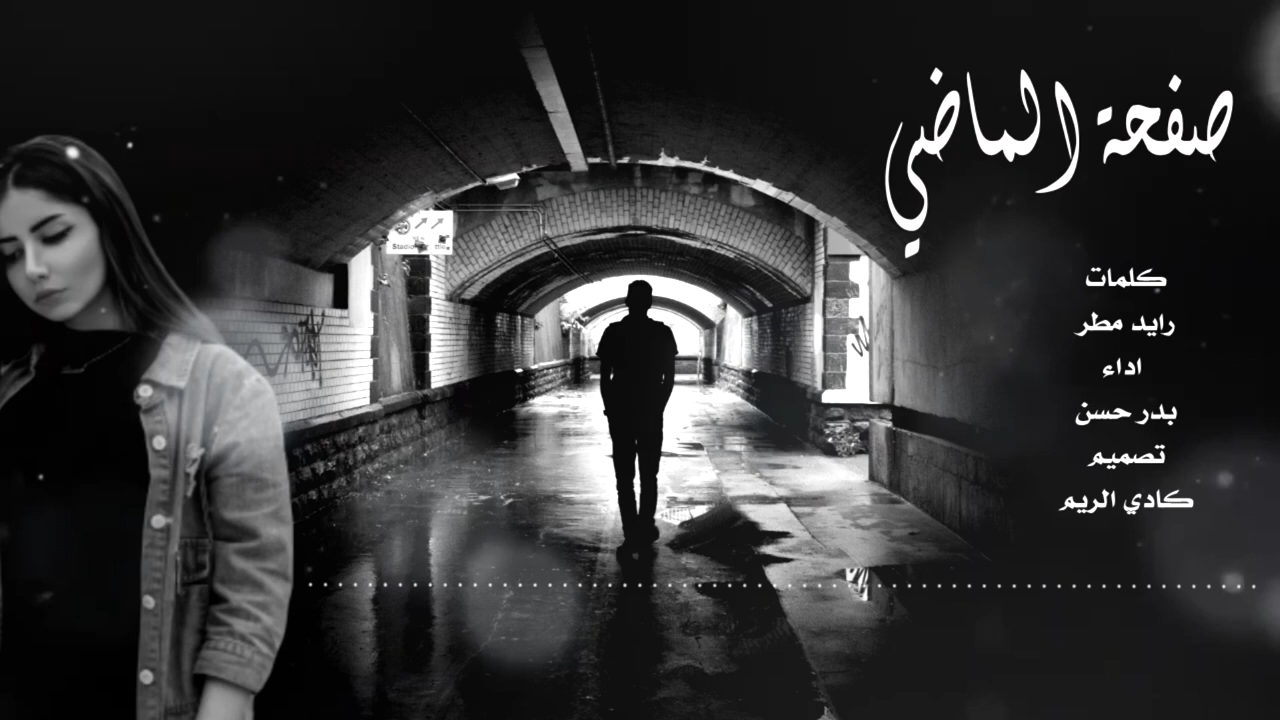 صفحة الماضي
كلمات
رايد مطر
اداء
بدر حسن
تصميم
كادي الريم